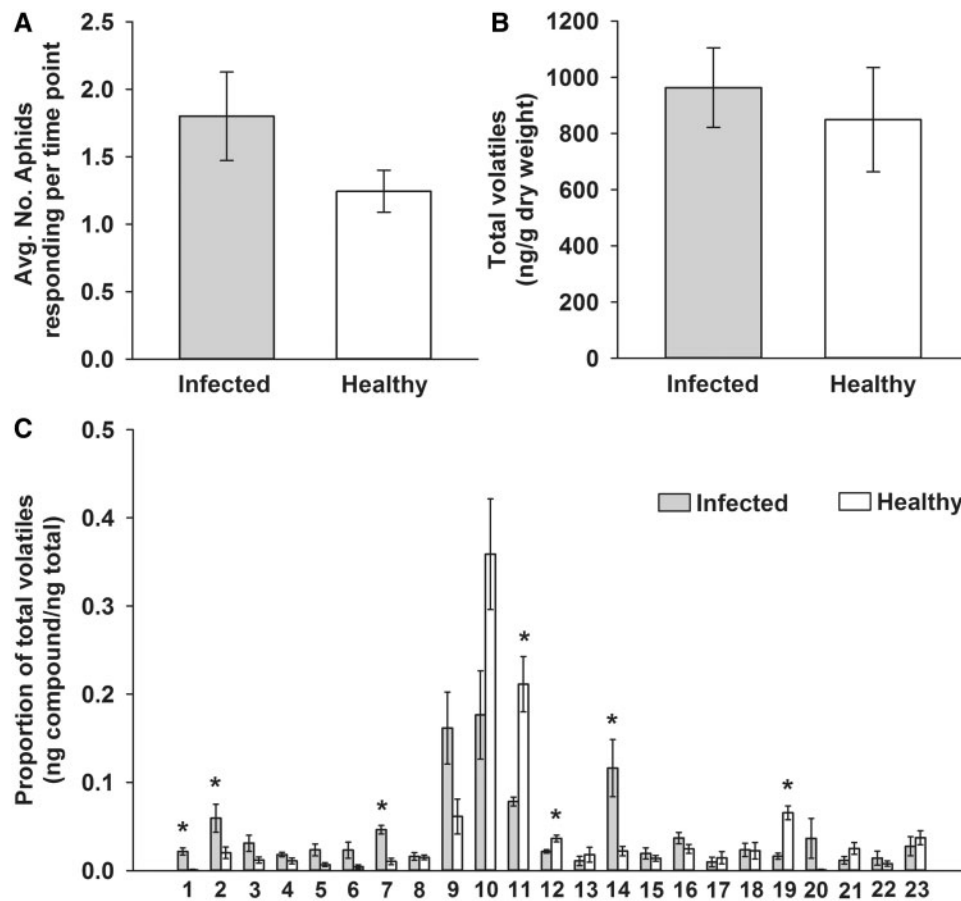 A
2.5
2.0
1.5
1.0
0.5
0.0
Avg. No. Aphids
responding per time point
Infected Healthy
B
1200
1000
800
600
400
200
0
Total volatiles
(ng/g dry weight)
Infected Healthy
C
0.5
0.4
0.3
0.2
0.1
0.0
Proportion of total volatiles
(ng compound/ng total)
Infected Healthy
* * * * * * *
1 2 3 4 5 6 7 8 9 10 11 12 13 14 15 16 17 18 19 20 21 22 23